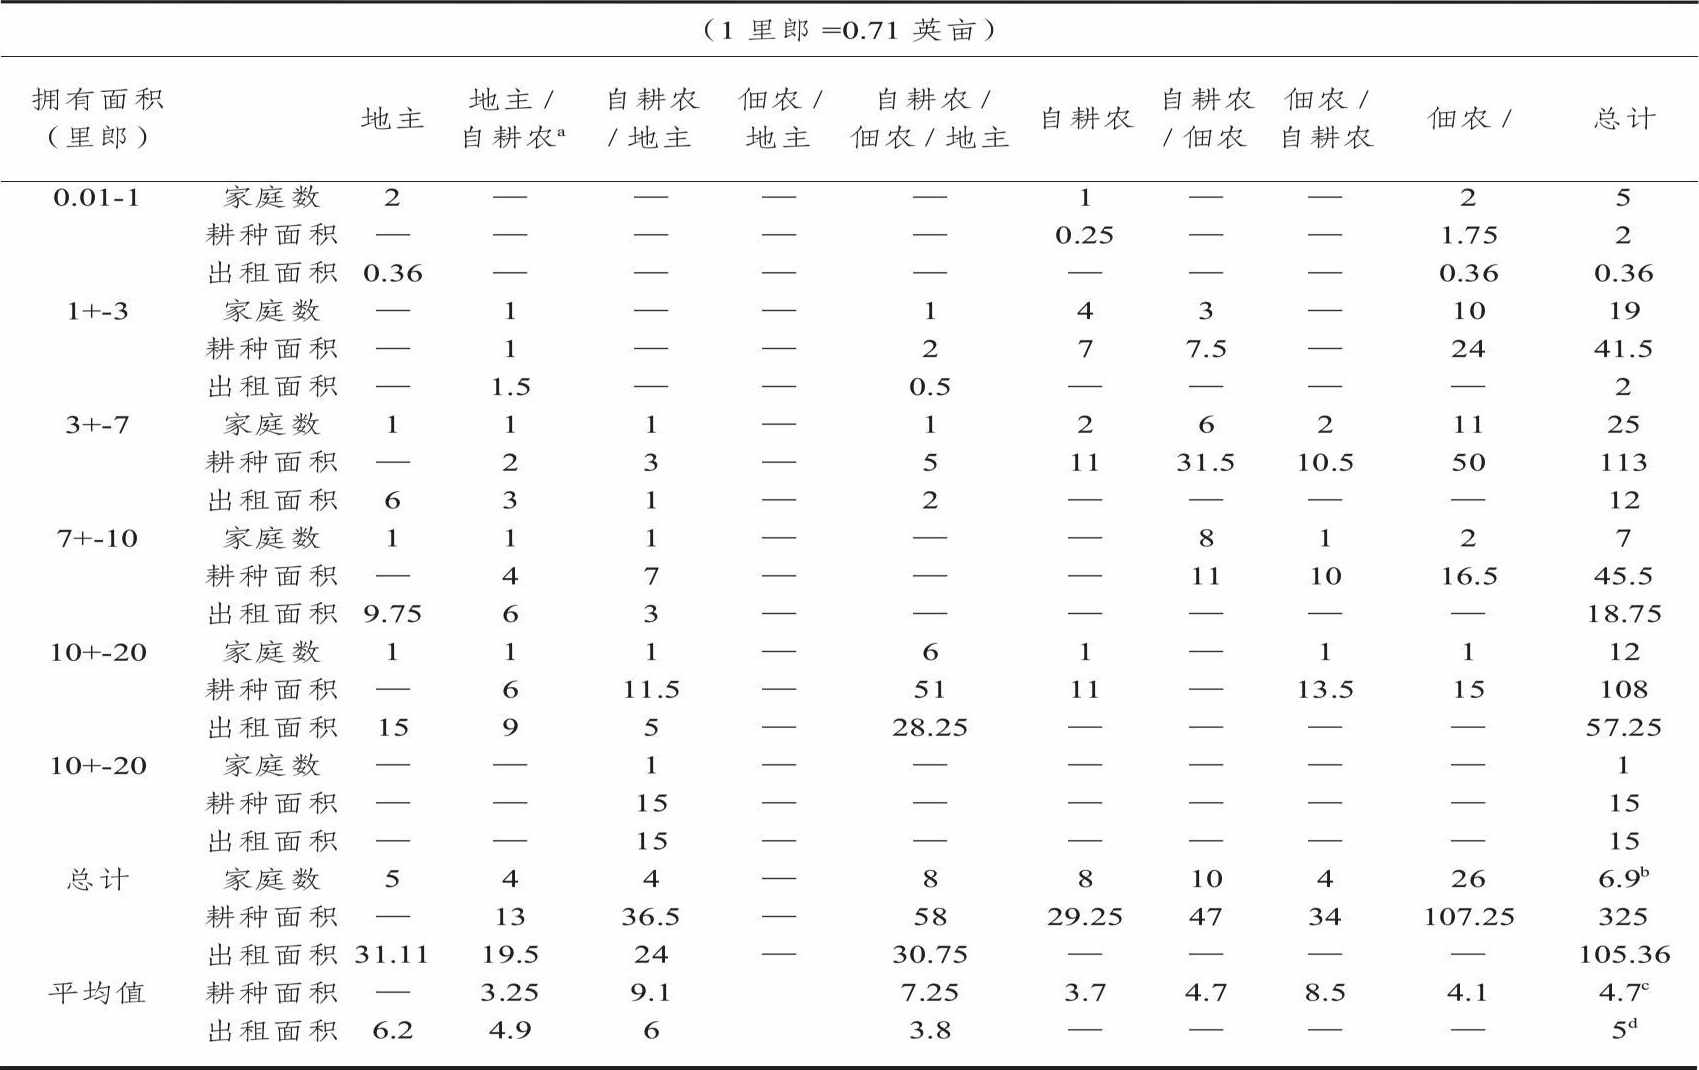 （1 里郎 =0.71 英亩）
拥有面积（里郎） 地主 地主 / 自耕农a 自耕农 / 地主 佃农 / 地主 自耕农 / 佃农 / 地主 自耕农 自耕农 / 佃农 佃农 / 自耕农 佃农 / 总计
0.01-1 家庭数 2 — — — — 1 — — 2 5
耕种面积 — — — — — 0.25 — — 1.75 2
出租面积 0.36 — — — — — — — 0.36 0.36
1+-3 家庭数 — 1 — — 1 4 3 — 10 19
耕种面积 — 1 — — 2 7 7.5 — 24 41.5
出租面积 — 1.5 — — 0.5 — — — — 2
3+-7 家庭数 1 1 1 — 1 2 6 2 11 25
耕种面积 — 2 3 — 5 11 31.5 10.5 50 113
出租面积 6 3 1 — 2 — — — — 12
7+-10 家庭数 1 1 1 — — — 8 1 2 7
耕种面积 — 4 7 — — — 11 10 16.5 45.5
出租面积 9.75 6 3 — — — — — — 18.75
10+-20 家庭数 1 1 1 — 6 1 — 1 1 12
耕种面积 — 6 11.5 — 51 11 — 13.5 15 108
出租面积 15 9 5 — 28.25 — — — — 57.25
10+-20 家庭数 — — 1 — — — — — — 1
耕种面积 — — 15 — — — — — — 15
出租面积 — — 15 — — — — — — 15
总计 家庭数 5 4 4 — 8 8 10 4 26 6.9b
耕种面积 — 13 36.5 — 58 29.25 47 34 107.25 325
出租面积 31.11 19.5 24 — 30.75 — — — — 105.36
平均值 耕种面积 — 3.25 9.1 7.25 3.7 4.7 8.5 4.1 4.7c
出租面积 6.2 4.9 6 3.8 — — — — 5d